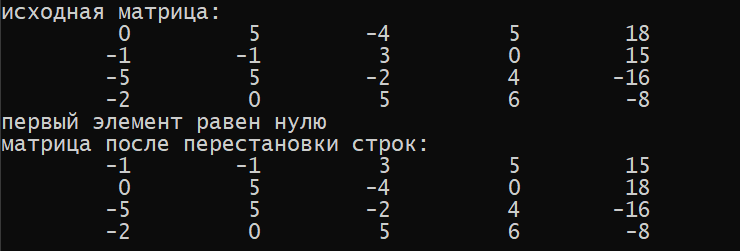 исходная матрица:
0 5 -4 5 18
-1 -1 3 0 15
-5 5 -2 4 -16
-2 0 5 6 -8
первый элемент равен нулю
матрица после перестановки строк:
-1 -1 3 5 15
0 5 -4 0 18
-5 5 -2 4 -16
-2 0 5 6 -8